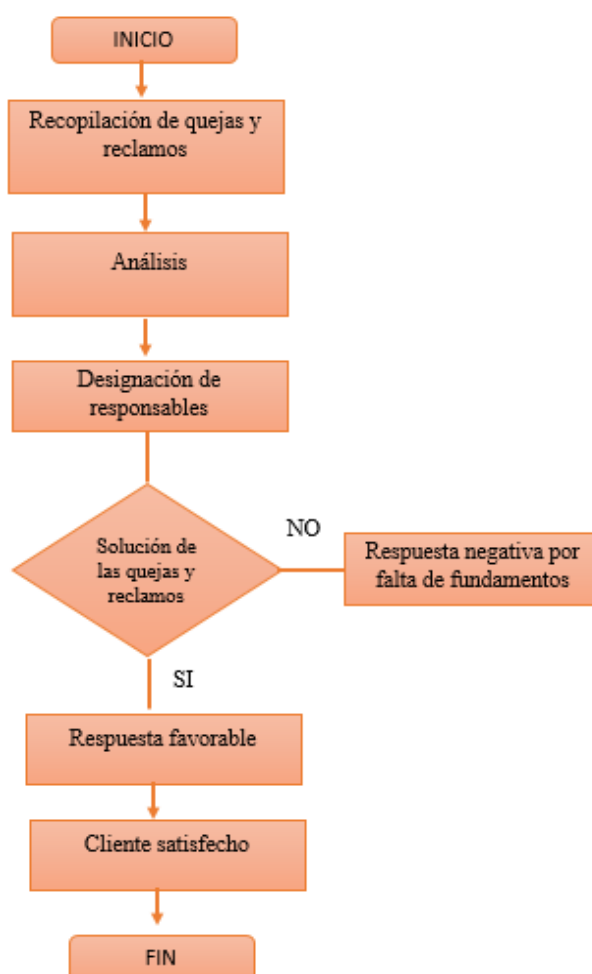 INICIO
Recopilación de quejas y
reclamos
Análisis
Designación de
responsables
Solución de
las quejas y
reclamos
NO
Respuesta negativa por
falta de fundamentos
SI
Respuesta favorable
Cliente satisfecho
FIN